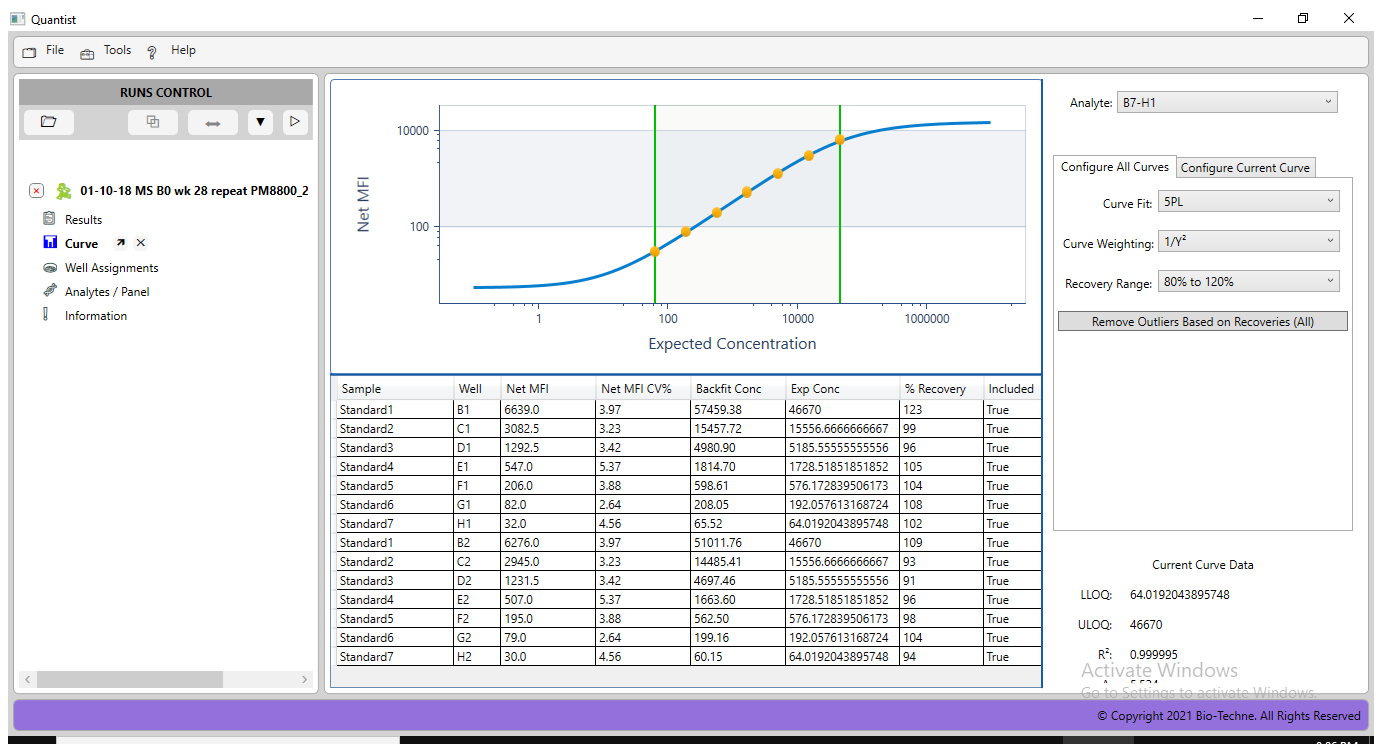 Quantist
File Tools Help
RUNS CONTROL
01-10-18 MS B0 wk 28 repeat PM8800_2
Results
Curve
Well Assignments
Analytes / Panel
Information
10000
100
Net MFI
1 100 10000 1000000
Expected Concentration
Sample Well Net MFI Net MFI CV% Backfit Conc Exp Conc % Recovery Included
Standard1 B1 6639.0 3.97 57459.38 46670 123 True
Standard2 C1 3082.5 3.23 15457.72 15556.6666666667 99 True
Standard3 D1 1292.5 3.42 4980.90 5185.55555555556 96 True
Standard4 E1 547.0 5.37 1814.70 1728.51851851852 105 True
Standard5 F1 206.0 3.88 598.61 576.172839506173 104 True
Standard6 G1 82.0 2.64 208.05 192.057613168724 108 True
Standard7 H1 32.0 4.56 65.52 64.0192043895748 102 True
Standard1 B2 6276.0 3.97 51011.76 46670 109 True
Standard2 C2 2945.0 3.23 14485.41 15556.6666666667 93 True
Standard3 D2 1231.5 3.42 4697.46 5185.55555555556 91 True
Standard4 E2 507.0 5.37 1663.60 1728.51851851852 96 True
Standard5 F2 195.0 3.88 562.50 576.172839506173 98 True
Standard6 G2 79.0 2.64 199.16 192.057613168724 104 True
Standard7 H2 30.0 4.56 60.15 64.0192043895748 94 True
Analyte: B7-H1
Configure All Curves Configure Current Curve
Curve Fit: 5PL
Curve Weighting: 1/Y²
Recovery Range: 80% to 120%
Remove Outliers Based on Recoveries (All)
Current Curve Data
LLOQ: 64.0192043895748
ULOQ: 46670
R²: 0.999995
Activate Windows
Go to Settings to activate Windows.
© Copyright 2021 Bio-Techne. All Rights Reserved